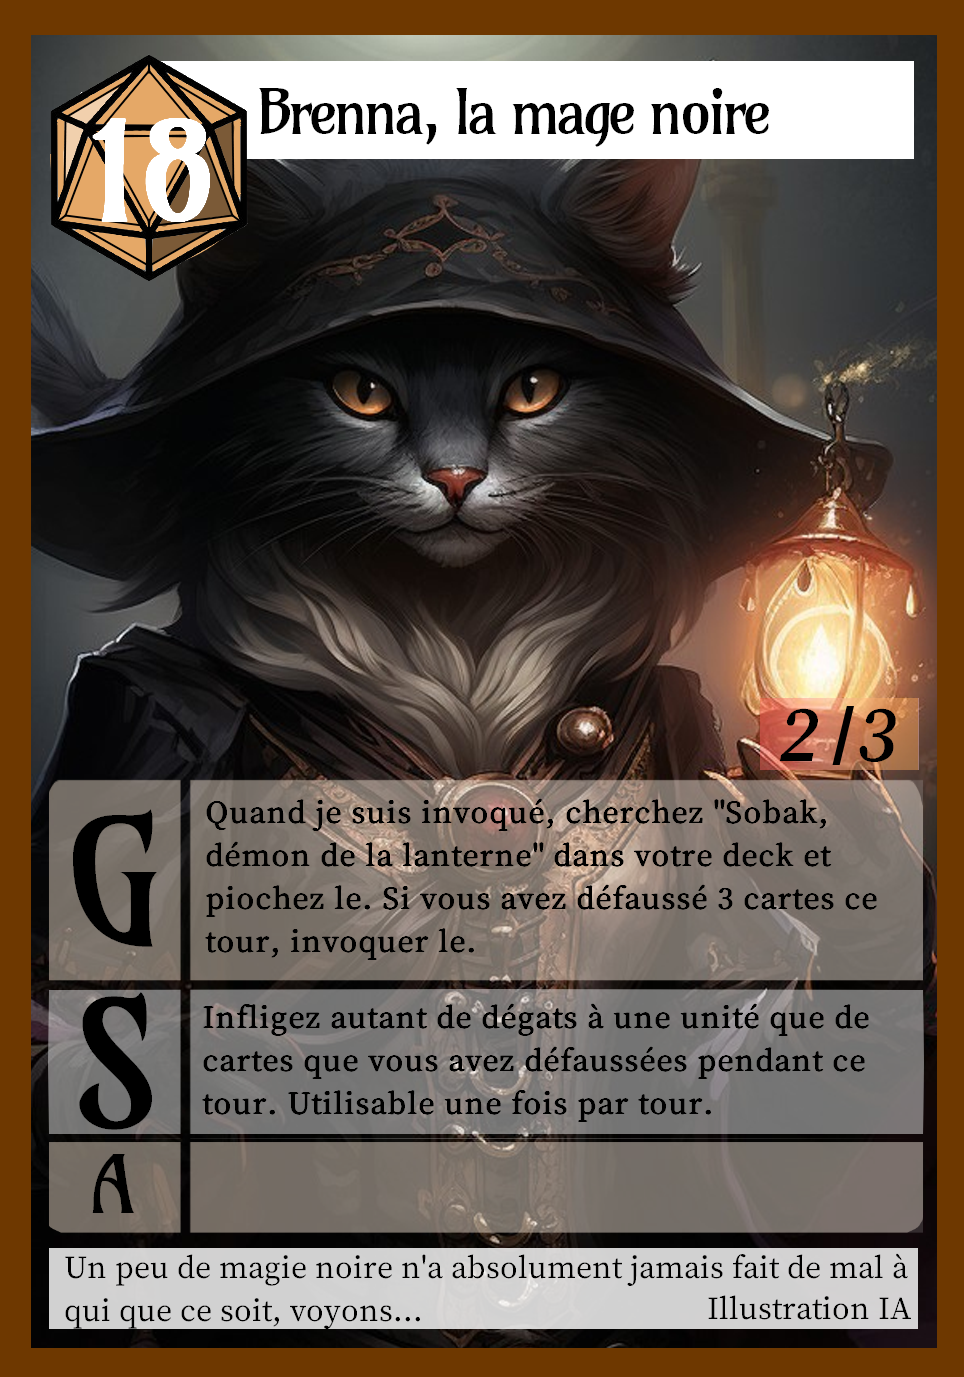 18
Brenna, la mage noire
2/3
G
Quand je suis invoqué, cherchez "Sobak,
démon de la lanterne" dans votre deck et
piochez le. Si vous avez défaussé 3 cartes ce
tour, invoquer le.
S
Infligez autant de dégats à une unité que de
cartes que vous avez défaussées pendant ce
tour. Utilisable une fois par tour.
A
Un peu de magie noire n'a absolument jamais fait de mal à
qui que ce soit, voyons...
Illustration IA